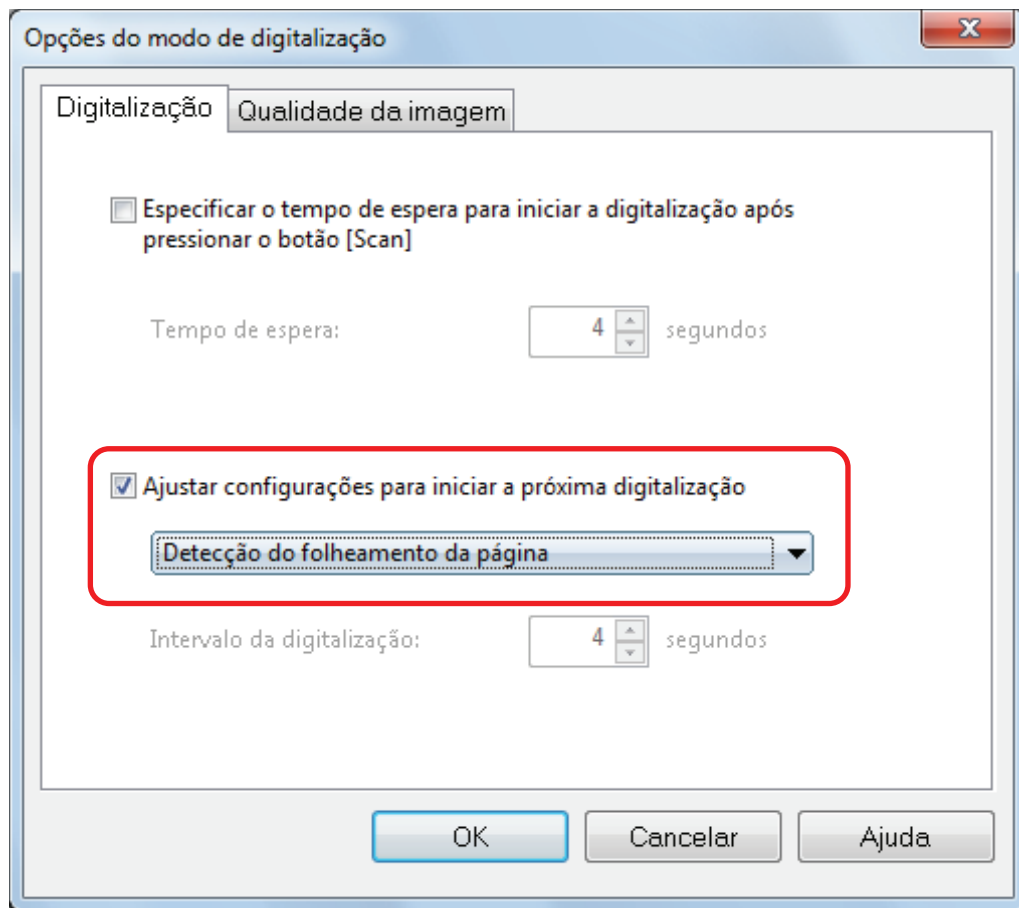 Opções do modo de digitalização
Digitalização
Qualidade da imagem
Especificar o tempo de espera para iniciar a digitalização após
pressionar o botão [Scan]
Tempo de espera:
4
segundos
Ajustar configurações para iniciar a próxima digitalização
Detecção do folheamento da página
Intervalo da digitalização:
4
segundos
OK
Cancelar
Ajuda